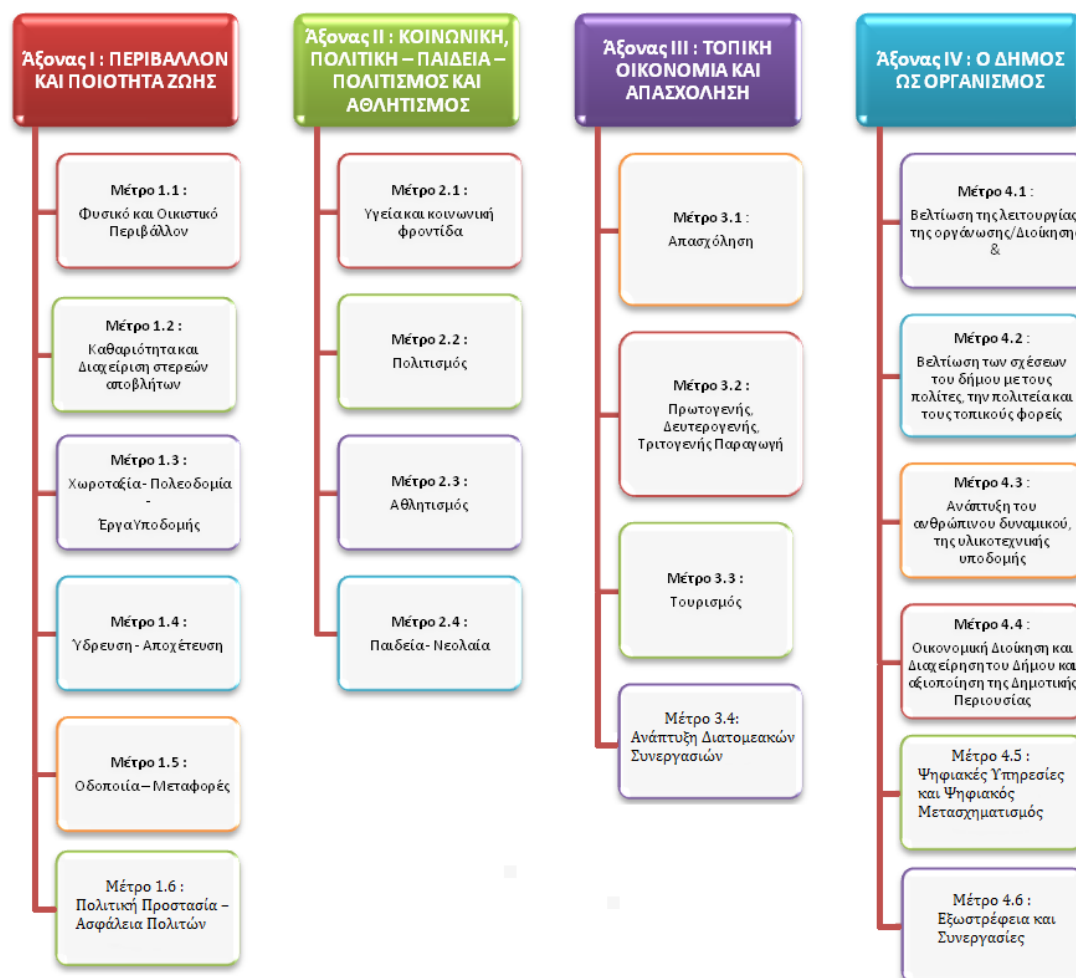 Άξονας Ι : ΠΕΡΙΒΑΛΛΟΝ
ΚΑΙ ΠΟΙΟΤΗΤΑ ΖΩΗΣ
Μέτρο 1.1 :
Φυσικό και Οικιστικό
Περιβάλλον
Μέτρο 1.2 :
Καθαριότητα και
Διαχείριση στερεών
αποβλήτων
Μέτρο 1.3 :
Χωροταξία- Πολεοδομία
-
Έργα Υποδομής
Μέτρο 1.4 :
Ύδρευση - Αποχέτευση
Μέτρο 1.5 :
Οδοποιία – Μεταφορές
Μέτρο 1.6 :
Πολιτική Προστασία –
Ασφάλεια Πολιτών
Άξονας ΙΙ : ΚΟΙΝΩΝΙΚΗ,
ΠΟΛΙΤΙΚΗ – ΠΑΙΔΕΙΑ –
ΠΟΛΙΤΙΣΜΟΣ ΚΑΙ
ΑΘΛΗΤΙΣΜΟΣ
Μέτρο 2.1 :
Υγεία και κοινωνική
φροντίδα
Μέτρο 2.2 :
Πολιτισμός
Μέτρο 2.3 :
Αθλητισμός
Μέτρο 2.4 :
Παιδεία- Νεολαία
Άξονας ΙΙΙ : ΤΟΠΙΚΗ
ΟΙΚΟΝΟΜΙΑ ΚΑΙ
ΑΠΑΣΧΟΛΗΣΗ
Μέτρο 3.1 :
Απασχόληση
Μέτρο 3.2 :
Πρωτογενής,
Δευτερογενής,
Τριτογενής Παραγωγή
Μέτρο 3.3 :
Τουρισμός
Μέτρο 3.4:
Ανάπτυξη Διατομεακών
Συνεργασιών
Άξονας IV : Ο ΔΗΜΟΣ
ΩΣ ΟΡΓΑΝΙΣΜΟΣ
Μέτρο 4.1 :
Βελτίωση της λειτουργίας
της οργάνωσης/Διοίκησης
&
Μέτρο 4.2 :
Βελτίωση των σχέσεων
του δήμου με τους
πολίτες, την πολιτεία και
τους τοπικούς φορείς
Μέτρο 4.3 :
Ανάπτυξη του
ανθρώπινου δυναμικού,
της υλικοτεχνικής
υποδομής
Μέτρο 4.4 :
Οικονομική Διοίκηση και
Διαχείρηση του Δήμου και
αξιοποίηση της Δημοτικής
Περιουσίας
Μέτρο 4.5 :
Ψηφιακές Υπηρεσίες
και Ψηφιακός
Μετασχηματισμός
Μέτρο 4.6 :
Εξωστρέφεια και
Συνεργασίες